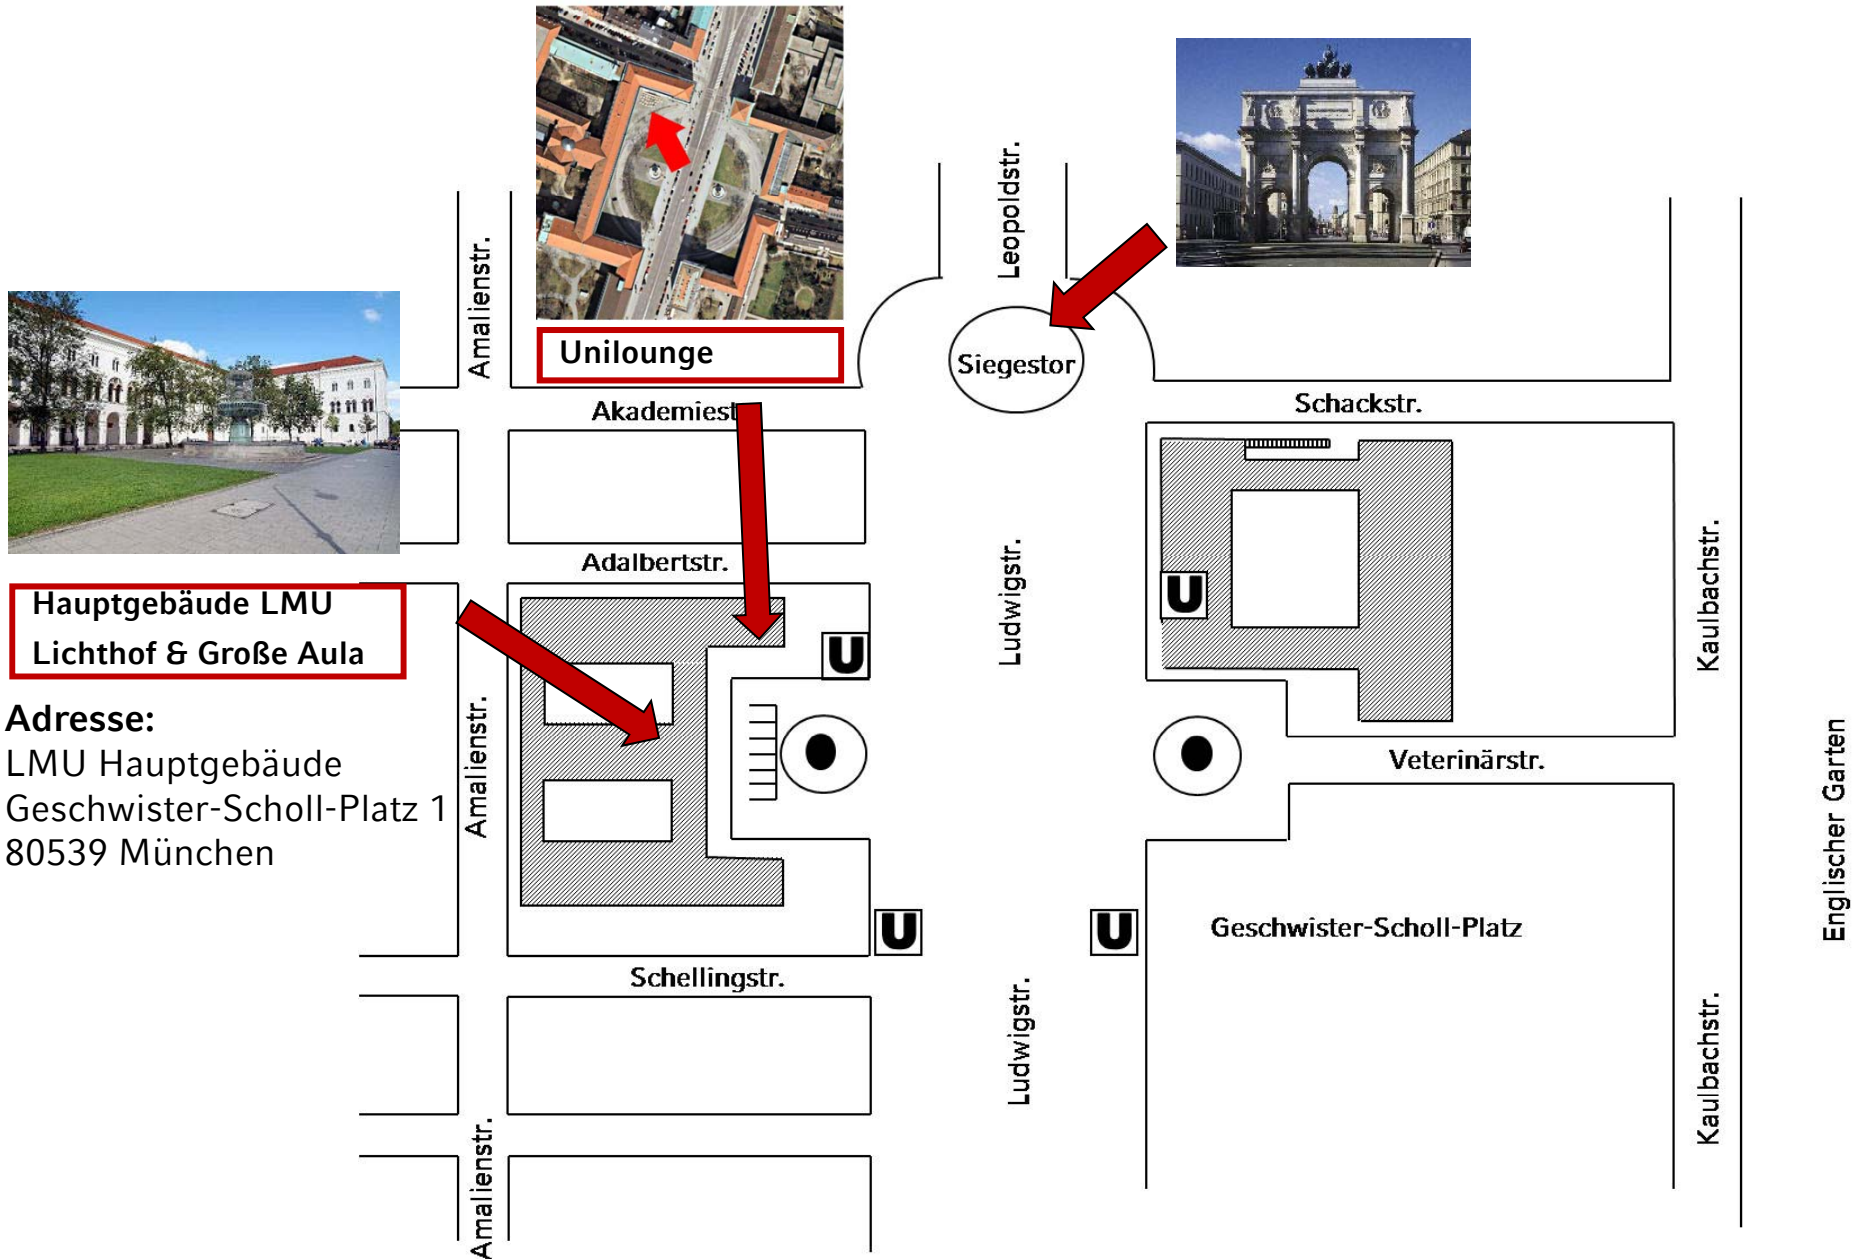 Leopoldstr.
Amalienstr.
Unilounge
Siegestor
Akademiest
Schackstr.
Adalbertstr.
Ludwigstr.
Kaulbachstr.
U
Hauptgebäude LMU
Lichthof & Große Aula
U
Adresse:
LMU Hauptgebäude
Geschwister-Scholl-Platz 1
80539 München
Amalienstr.
Veterinärstr.
Englischer Garten
U
U
Geschwister-Scholl-Platz
Schellingstr.
Ludwigstr.
Kaulbachstr.
Amalienstr.